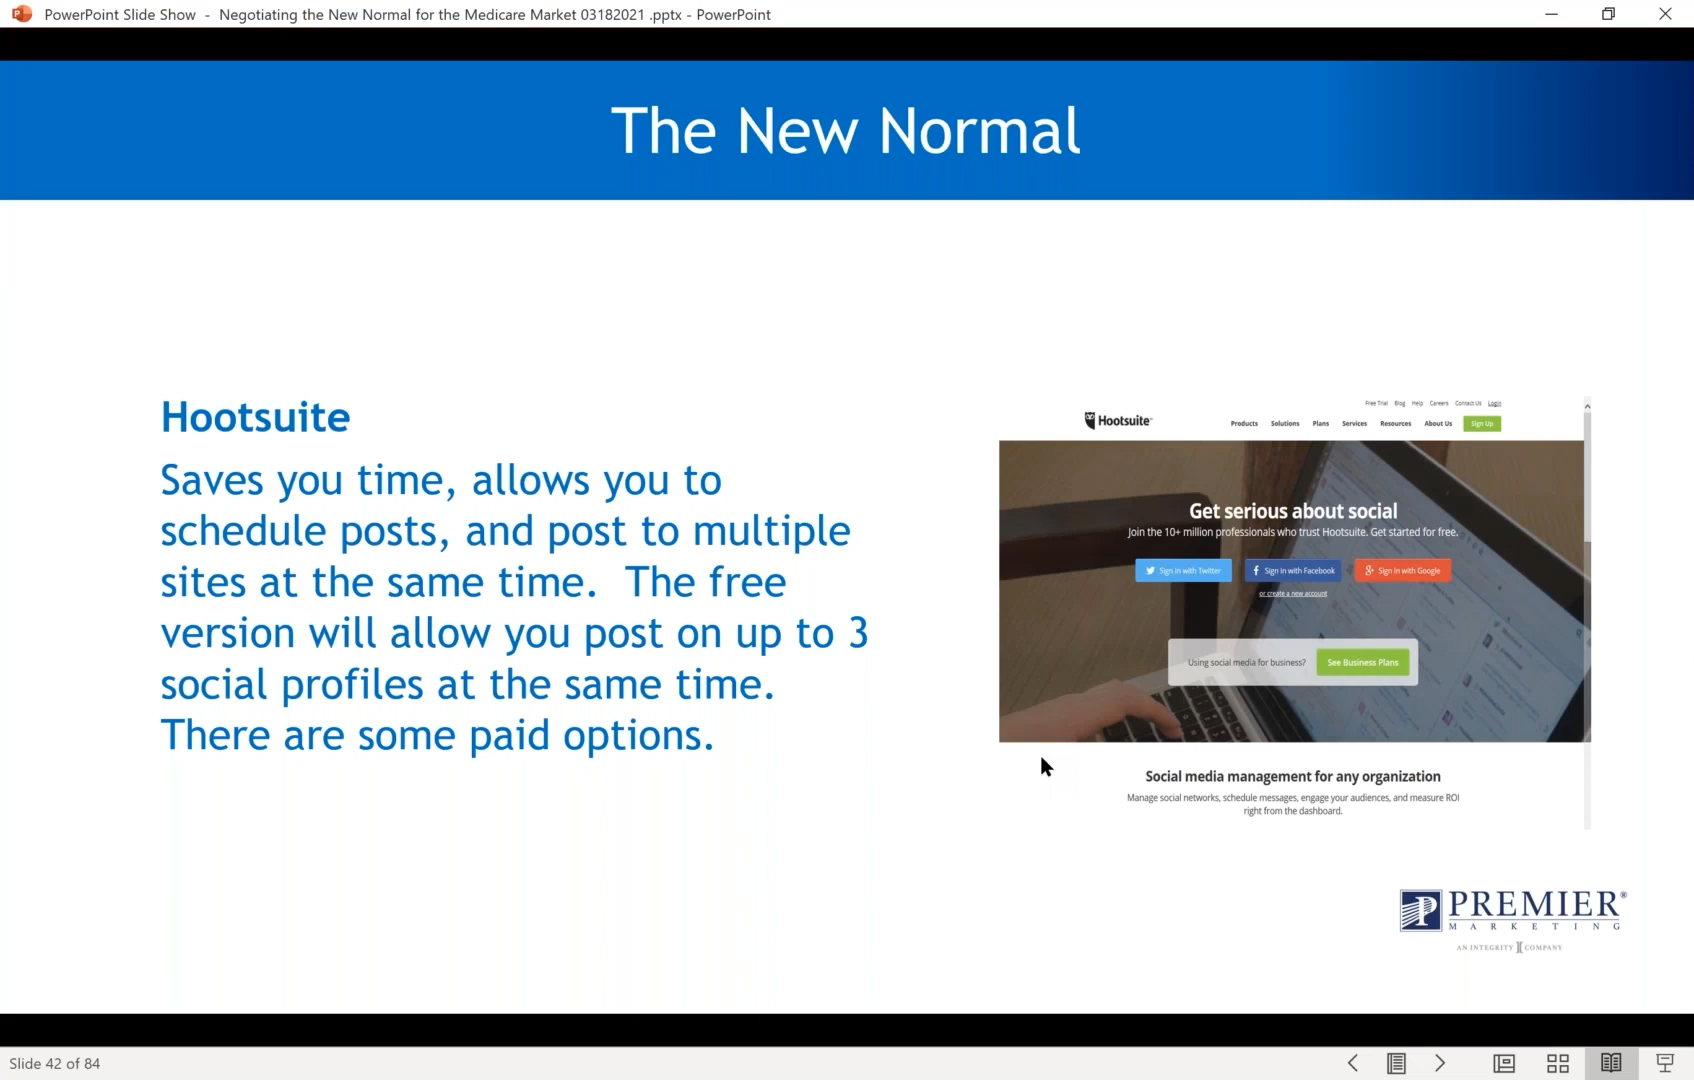 PowerPoint Slide Show - Negotiating the New Normal for the Medicare Market 03182021 .pptx - PowerPoint
The New Normal
Hootsuite
Saves you time, allows you to
schedule posts, and post to multiple
sites at the same time. The free
version will allow you post on up to 3
social profiles at the same time.
There are some paid options.
Free Trial Blog Help Careers Contact Us Login
Hootsuite™
Products Solutions Plans Services Resources About Us Sign Up
Get serious about social
Join the 10+ million professionals who trust Hootsuite. Get started for free.
Sign in with Twitter Sign in with Facebook Sign in with Google
or create a new account
Using social media for business? See Business Plans
Social media management for any organization
Manage social networks, schedule messages, engage your audiences, and measure ROI
right from the dashboard.
PREMIER®
MARKETING
AN INTEGRITY COMPANY
Slide 42 of 84